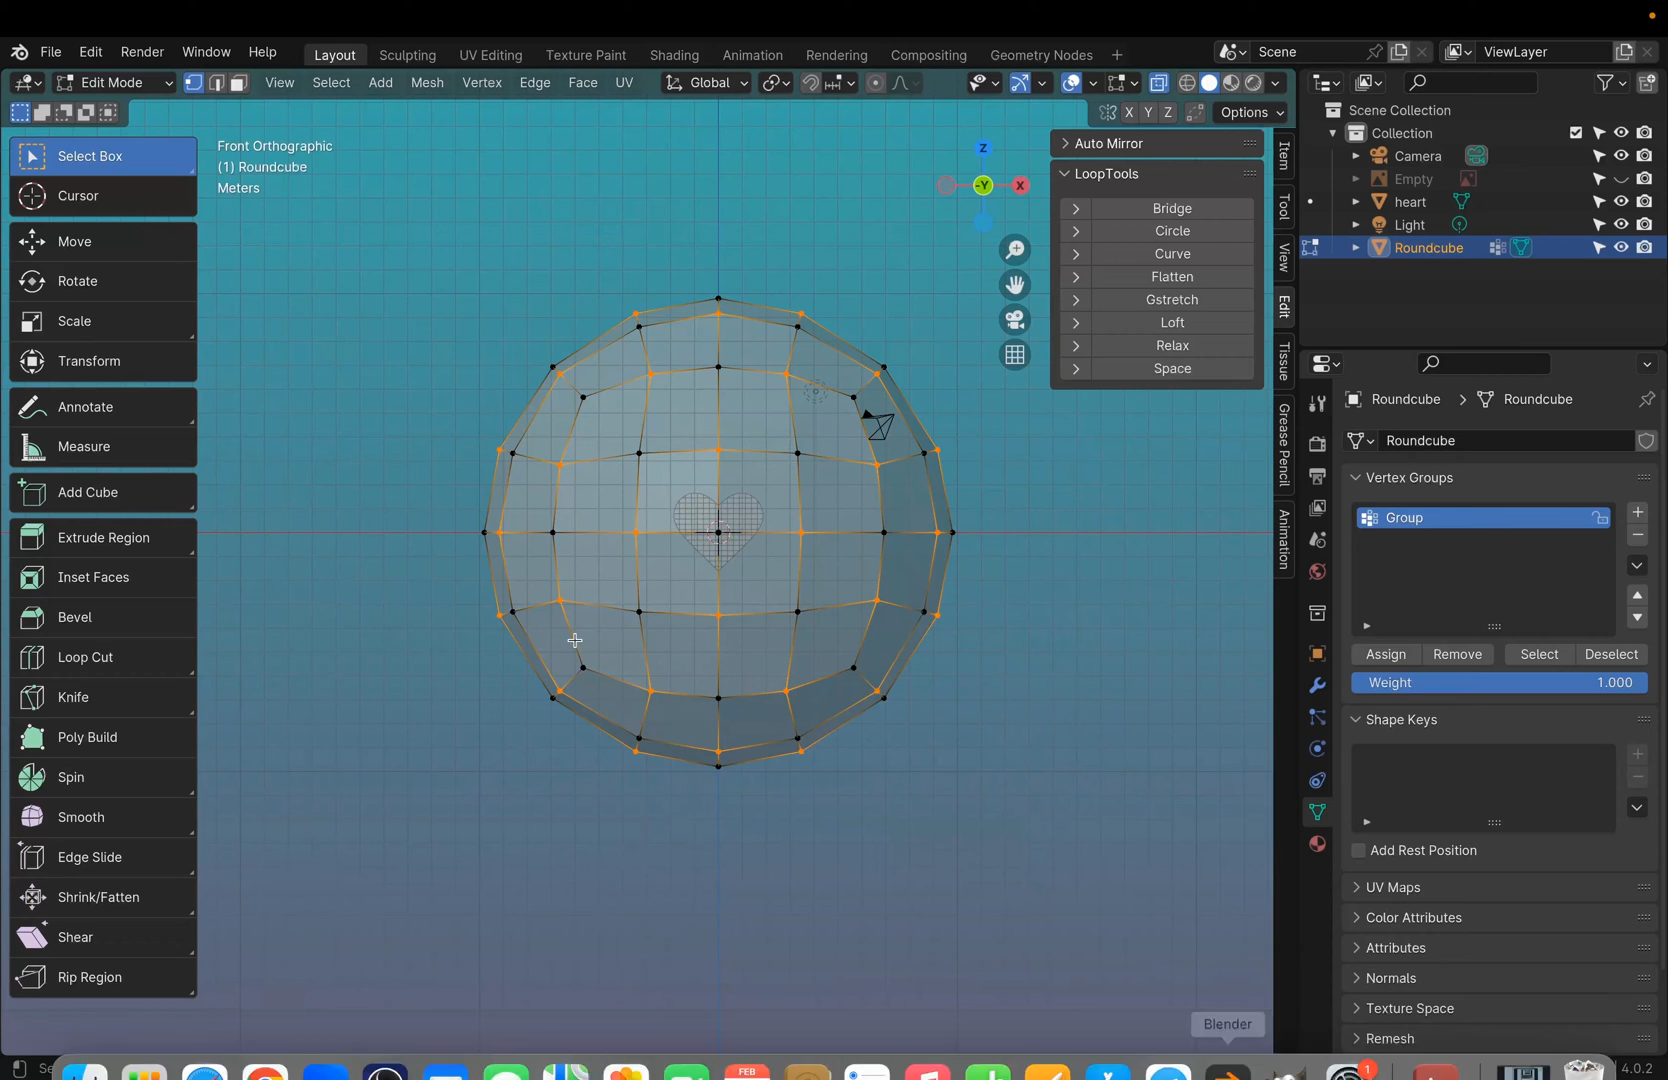 File Edit Render Window Help
Layout Sculpting UV Editing Texture Paint Shading Animation Rendering Compositing Geometry Nodes +
Scene
ViewLayer
Edit Mode
View Select Add Mesh Vertex Edge Face UV
Global
X Y Z
Options
Select Box
Cursor
Move
Rotate
Scale
Transform
Annotate
Measure
Add Cube
Extrude Region
Inset Faces
Bevel
Loop Cut
Knife
Poly Build
Spin
Smooth
Edge Slide
Shrink/Fatten
Shear
Rip Region
Front Orthographic
(1) Roundcube
Meters
Z
-Y
X
Auto Mirror
LoopTools
Bridge
Circle
Curve
Flatten
Gstretch
Loft
Relax
Space
Item
Tool
View
Edit
Tissue
Create
Grease Pencil
Animation
Scene Collection
Collection
Camera
Empty
heart
Light
Roundcube
Roundcube > Roundcube
Roundcube
Vertex Groups
Group
Assign Remove Select Deselect
Weight 1.000
Shape Keys
Add Rest Position
UV Maps
Color Attributes
Attributes
Normals
Texture Space
Remesh
Blender
FEB
1
4.0.2